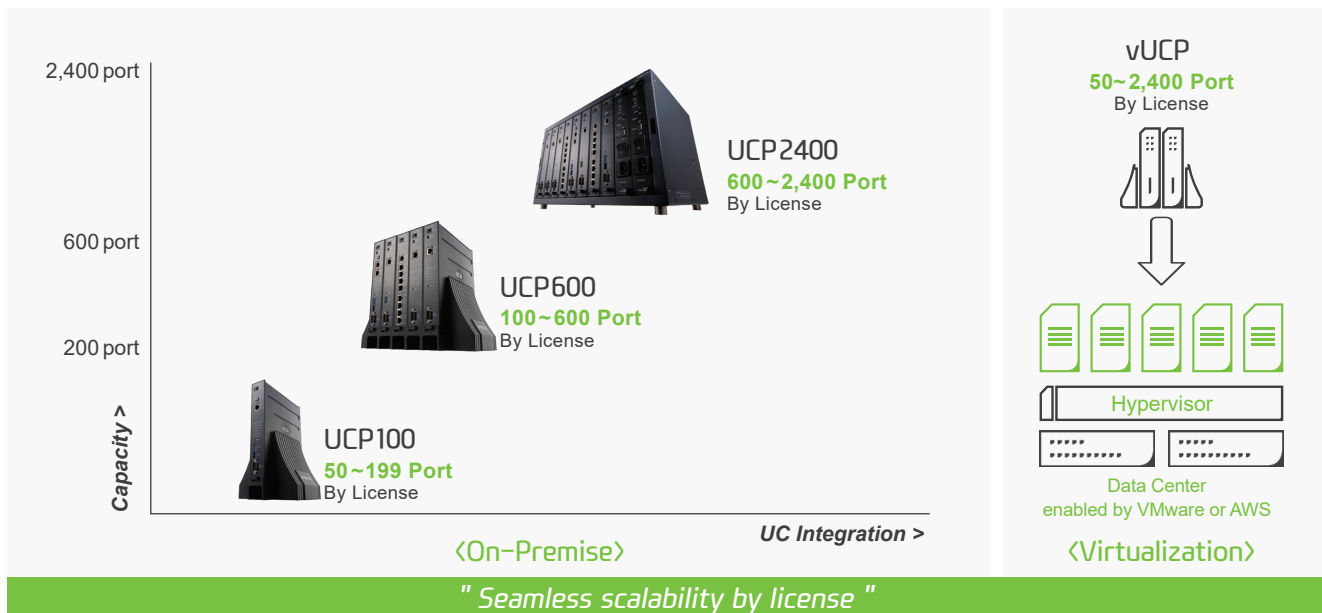 2,400 port
600 port
200 port
Capacity >
UCP2400
600~2,400 Port
By License
UCP600
100~600 Port
By License
UCP100
50~199 Port
By License
UC Integration >
<On-Premise>
vUCP
50~2,400 Port
By License
Hypervisor
Data Center
enabled by VMware or AWS
<Virtualization>
" Seamless scalability by license "